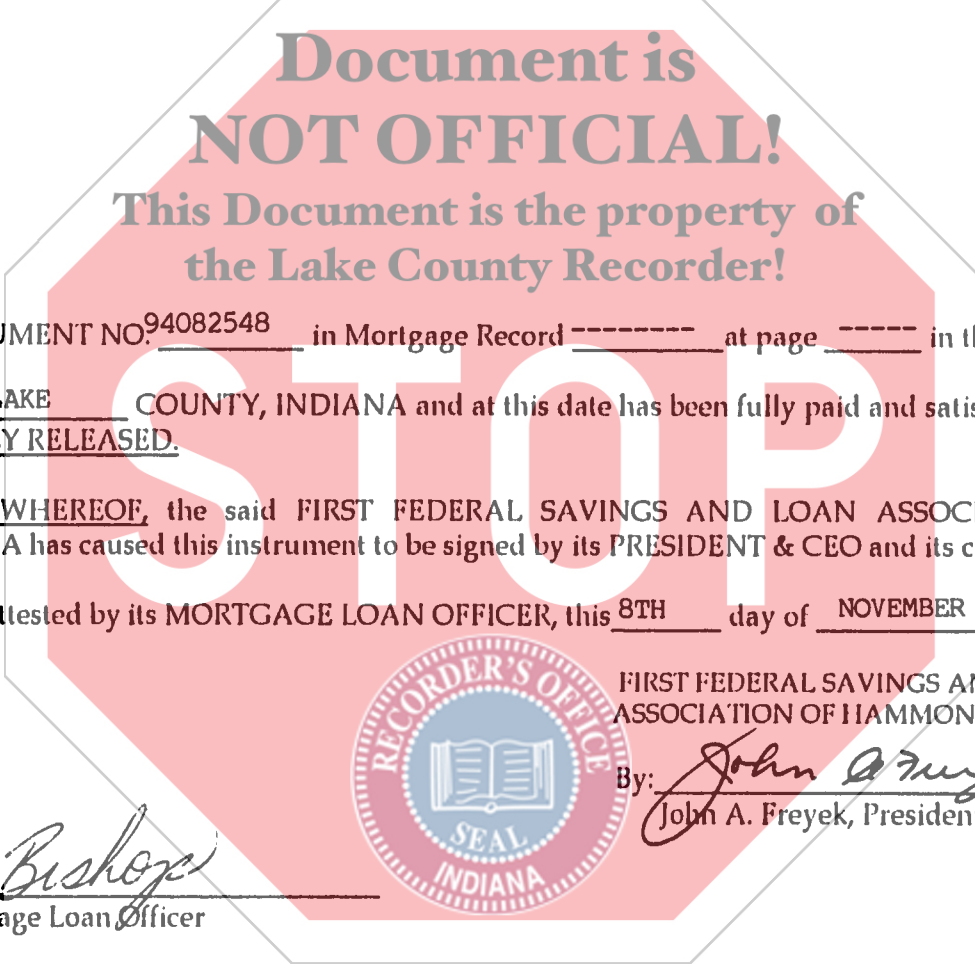 Document is
NOT OFFICIAL!
This Document is the property of
the Lake County Recorder!
UMENT NO. 94082548 in Mortgage Record --------- at page ----- in th
AKE COUNTY, INDIANA and at this date has been fully paid and satis
Y RELEASED.
STOP
WHEREOF, the said FIRST FEDERAL SAVINGS AND LOAN ASSOCI
A has caused this instrument to be signed by its PRESIDENT & CEO and its c
ttested by its MORTGAGE LOAN OFFICER, this 8TH day of NOVEMBER
FIRST FEDERAL SAVINGS AN
ASSOCIATION OF HAMMON
RECORDER'S OFFICE
SEAL
INDIANA
By: John A
John A. Freyek, Presiden
Bishop
age Loan Officer